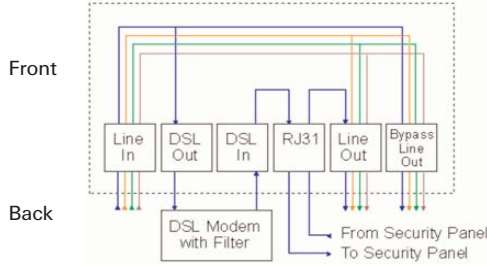 Front
Line In
DSL Out
DSL In
RJ31
Line Out
Bypass Line Out
Back
DSL Modem with Filter
From Security Panel
To Security Panel